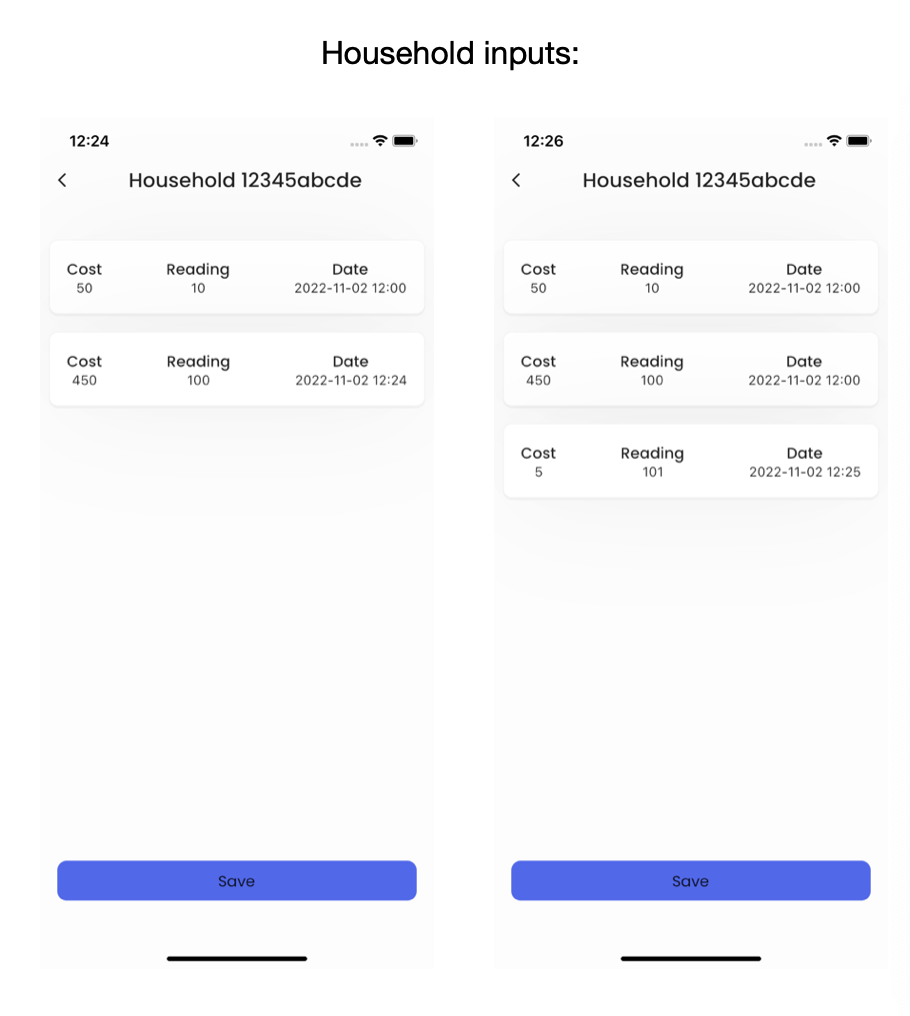 Household inputs:
12:24
Household 12345abcde
Cost Reading Date
50 10 2022-11-02 12:00
Cost Reading Date
450 100 2022-11-02 12:24
Save
12:26
Household 12345abcde
Cost Reading Date
50 10 2022-11-02 12:00
Cost Reading Date
450 100 2022-11-02 12:00
Cost Reading Date
5 101 2022-11-02 12:25
Save